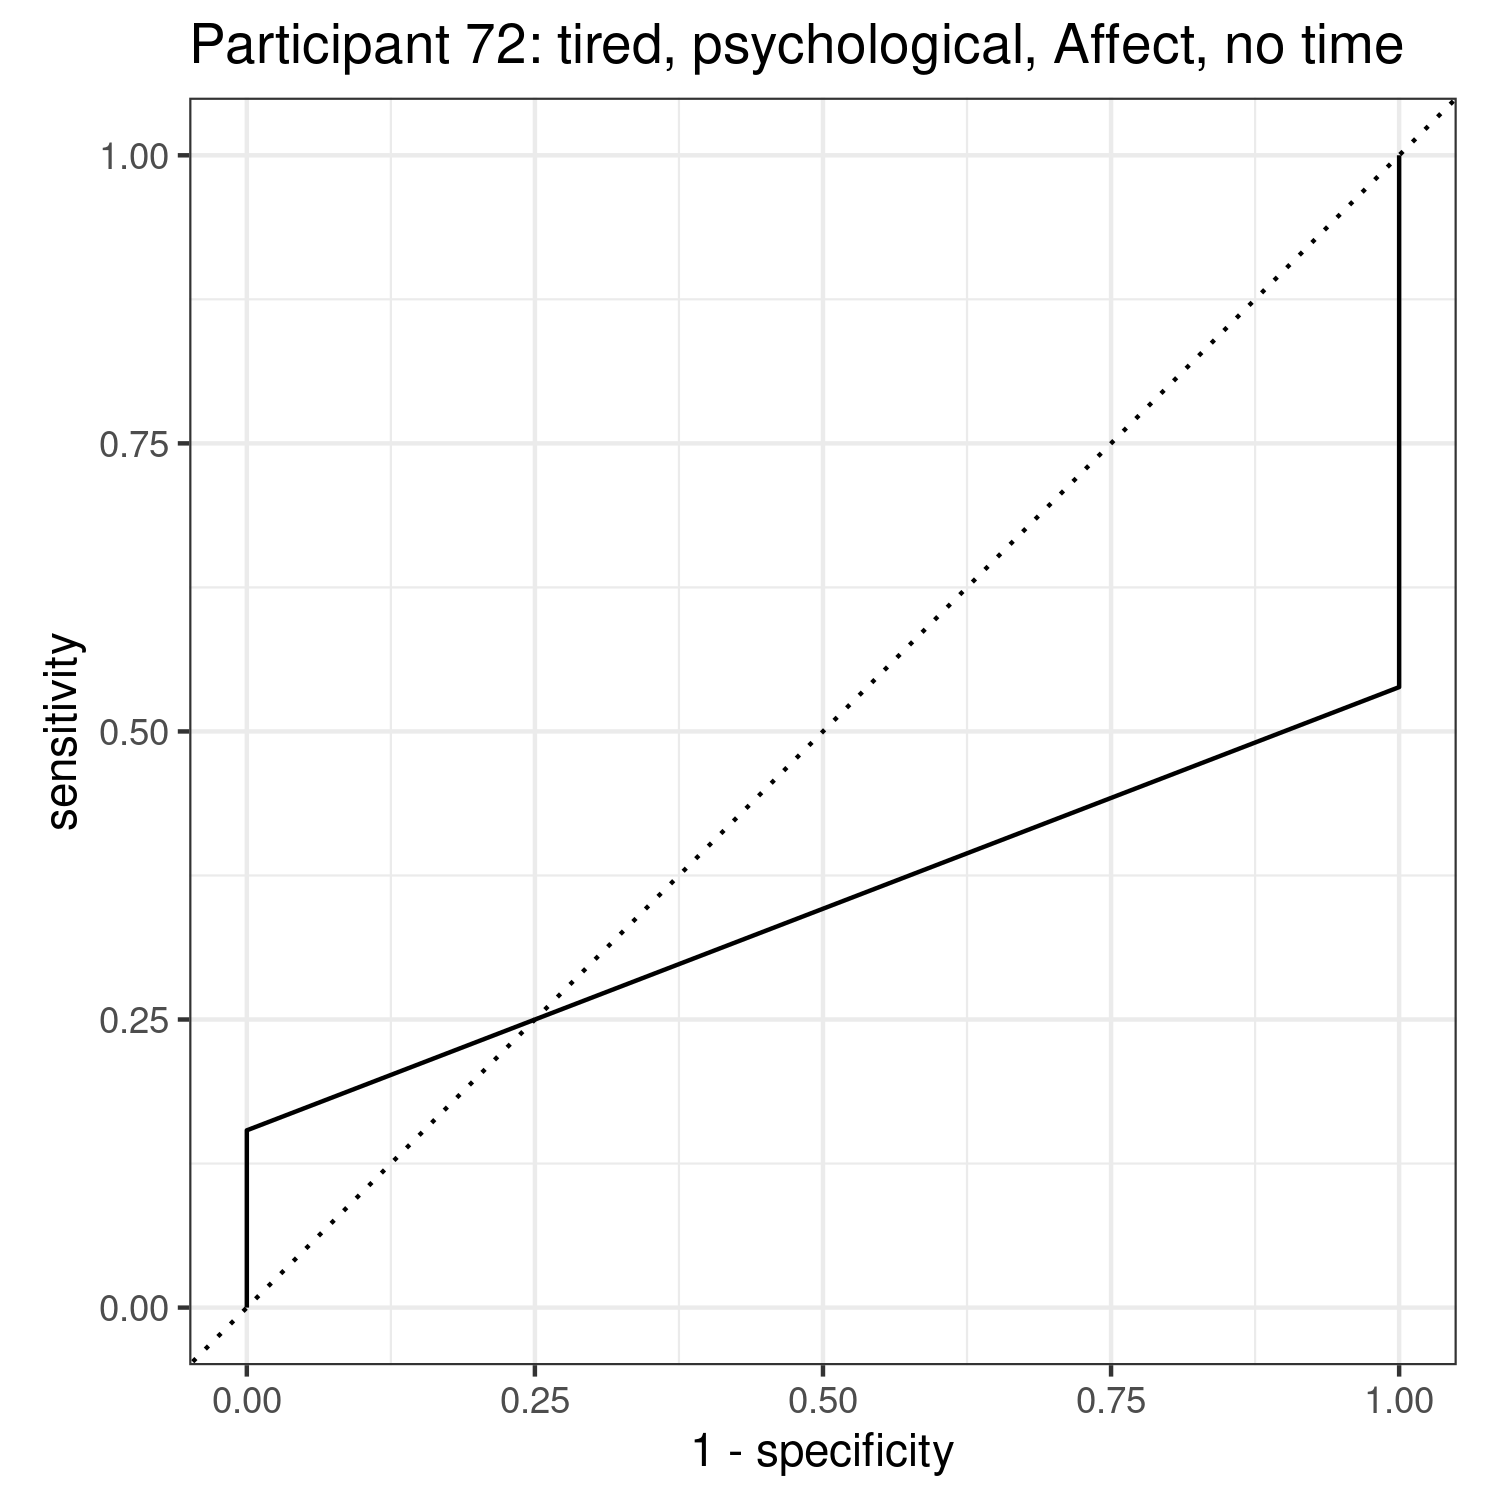 Participant 72: tired, psychological, Affect, no time
1.00
0.75
0.50
0.25
0.00
sensitivity
0.00 0.25 0.50 0.75 1.00
1 - specificity